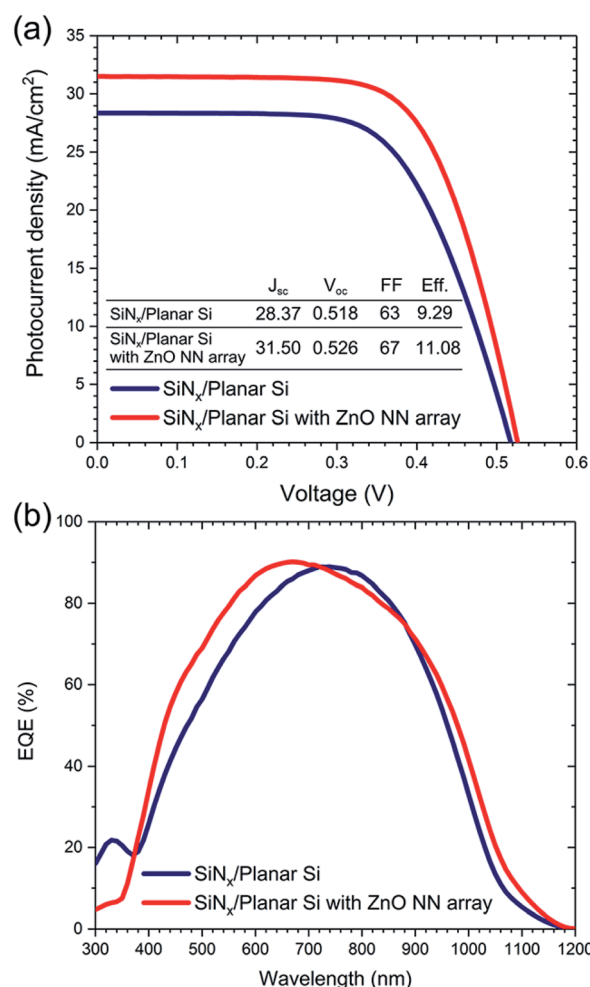 (a)
35
30
25
20
15
10
5
0
Photocurrent density (mA/cm²)
J_sc V_oc FF Eff.
SiNₓ/Planar Si 28.37 0.518 63 9.29
SiNₓ/Planar Si
with ZnO NN array 31.50 0.526 67 11.08
SiNₓ/Planar Si
SiNₓ/Planar Si with ZnO NN array
0.0 0.1 0.2 0.3 0.4 0.5 0.6
Voltage (V)
(b)
100
80
60
40
20
0
EQE (%)
SiNₓ/Planar Si
SiNₓ/Planar Si with ZnO NN array
300 400 500 600 700 800 900 1000 1100 1200
Wavelength (nm)